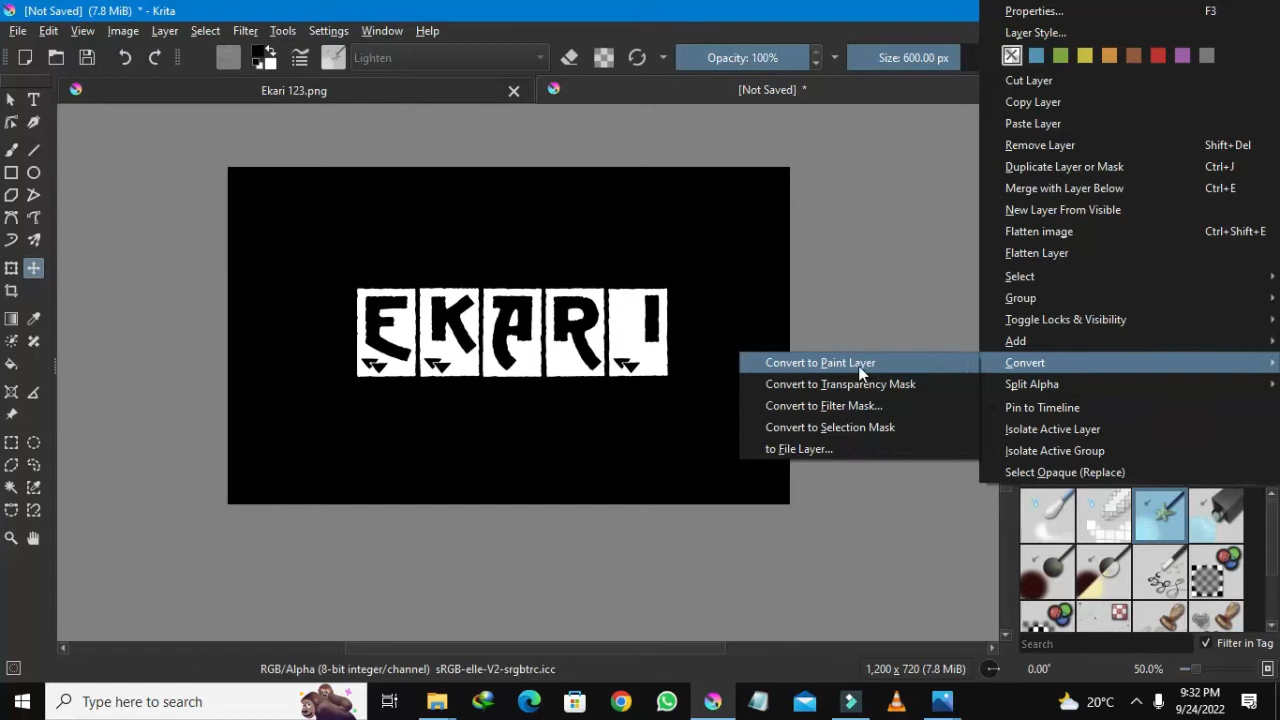 [Not Saved] (7.8 MiB) * - Krita
File Edit View Image Layer Select Filter Tools Settings Window Help
Lighten Opacity: 100% Size: 600.00 px
Ekari 123.png [Not Saved] *
EKARI
Properties... F3
Layer Style...
Cut Layer
Copy Layer
Paste Layer
Remove Layer Shift+Del
Duplicate Layer or Mask Ctrl+J
Merge with Layer Below Ctrl+E
New Layer From Visible
Flatten image Ctrl+Shift+E
Flatten Layer
Select
Group
Toggle Locks & Visibility
Add
Convert
Split Alpha
Pin to Timeline
Isolate Active Layer
Isolate Active Group
Select Opaque (Replace)
Convert to Paint Layer
Convert to Transparency Mask
Convert to Filter Mask...
Convert to Selection Mask
to File Layer...
Search Filter in Tag
RGB/Alpha (8-bit integer/channel) sRGB-elle-V2-srgbtrc.icc 1,200 x 720 (7.8 MiB) 0.00° 50.0%
Type here to search 20°C 9:32 PM
9/24/2022